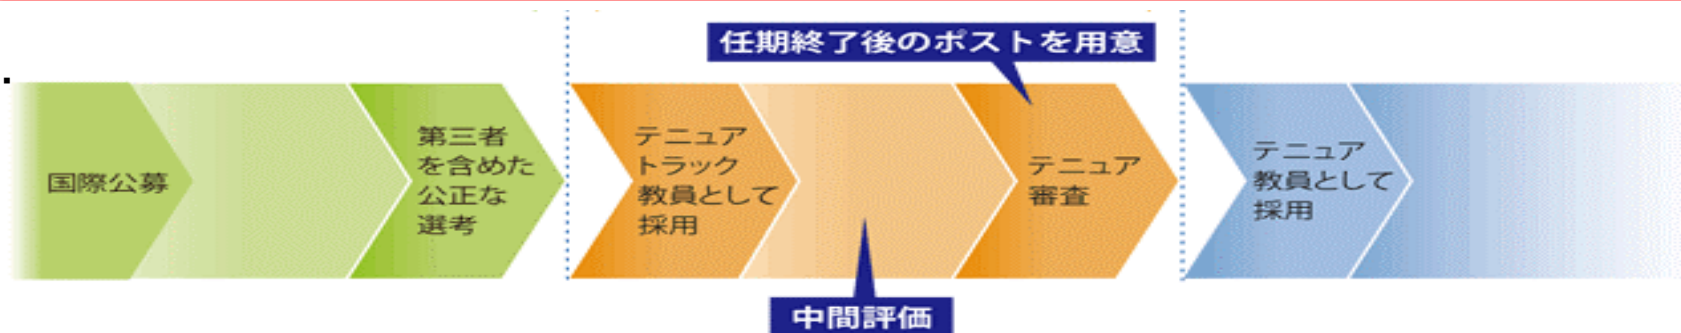 任期終了後のポストを用意
国際公募
第三者
を含めた
公正な
選考
テニュア
トラック
教員として
採用
テニュア
審査
テニュア
教員として
採用
中間評価